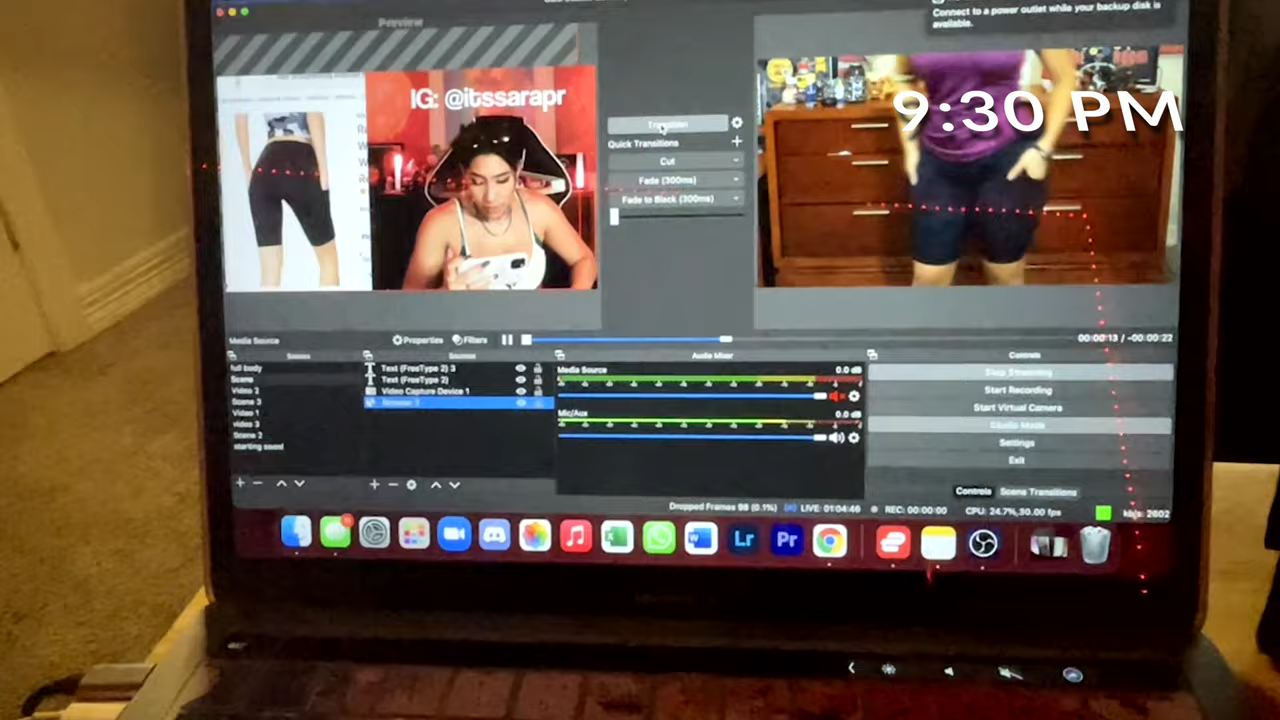 Preview
Connect to a power outlet while your backup disk is
available.
IG: @itssarapr
9:30 PM
Transition
Quick Transitions
Cut
Fade (300ms)
Fade to Black (300ms)
Media Source
Properties
Filters
00:00:13 / -00:00:22
Scenes
Sources
Audio Mixer
Controls
full body
Scene
Video 2
Scene 3
Video 1
video 3
Scene 2
starting soon!
Text (FreeType 2) 3
Text (FreeType 2)
Video Capture Device 1
Media Source
0.0 dB
Mic/Aux
0.0 dB
Stop Streaming
Start Recording
Start Virtual Camera
Studio Mode
Settings
Exit
Controls
Scene Transitions
Dropped Frames 98 (0.1%)
LIVE: 01:04:46
REC: 00:00:00
CPU: 24.7%, 30.00 fps
kb/s: 2602
Lr
Pr